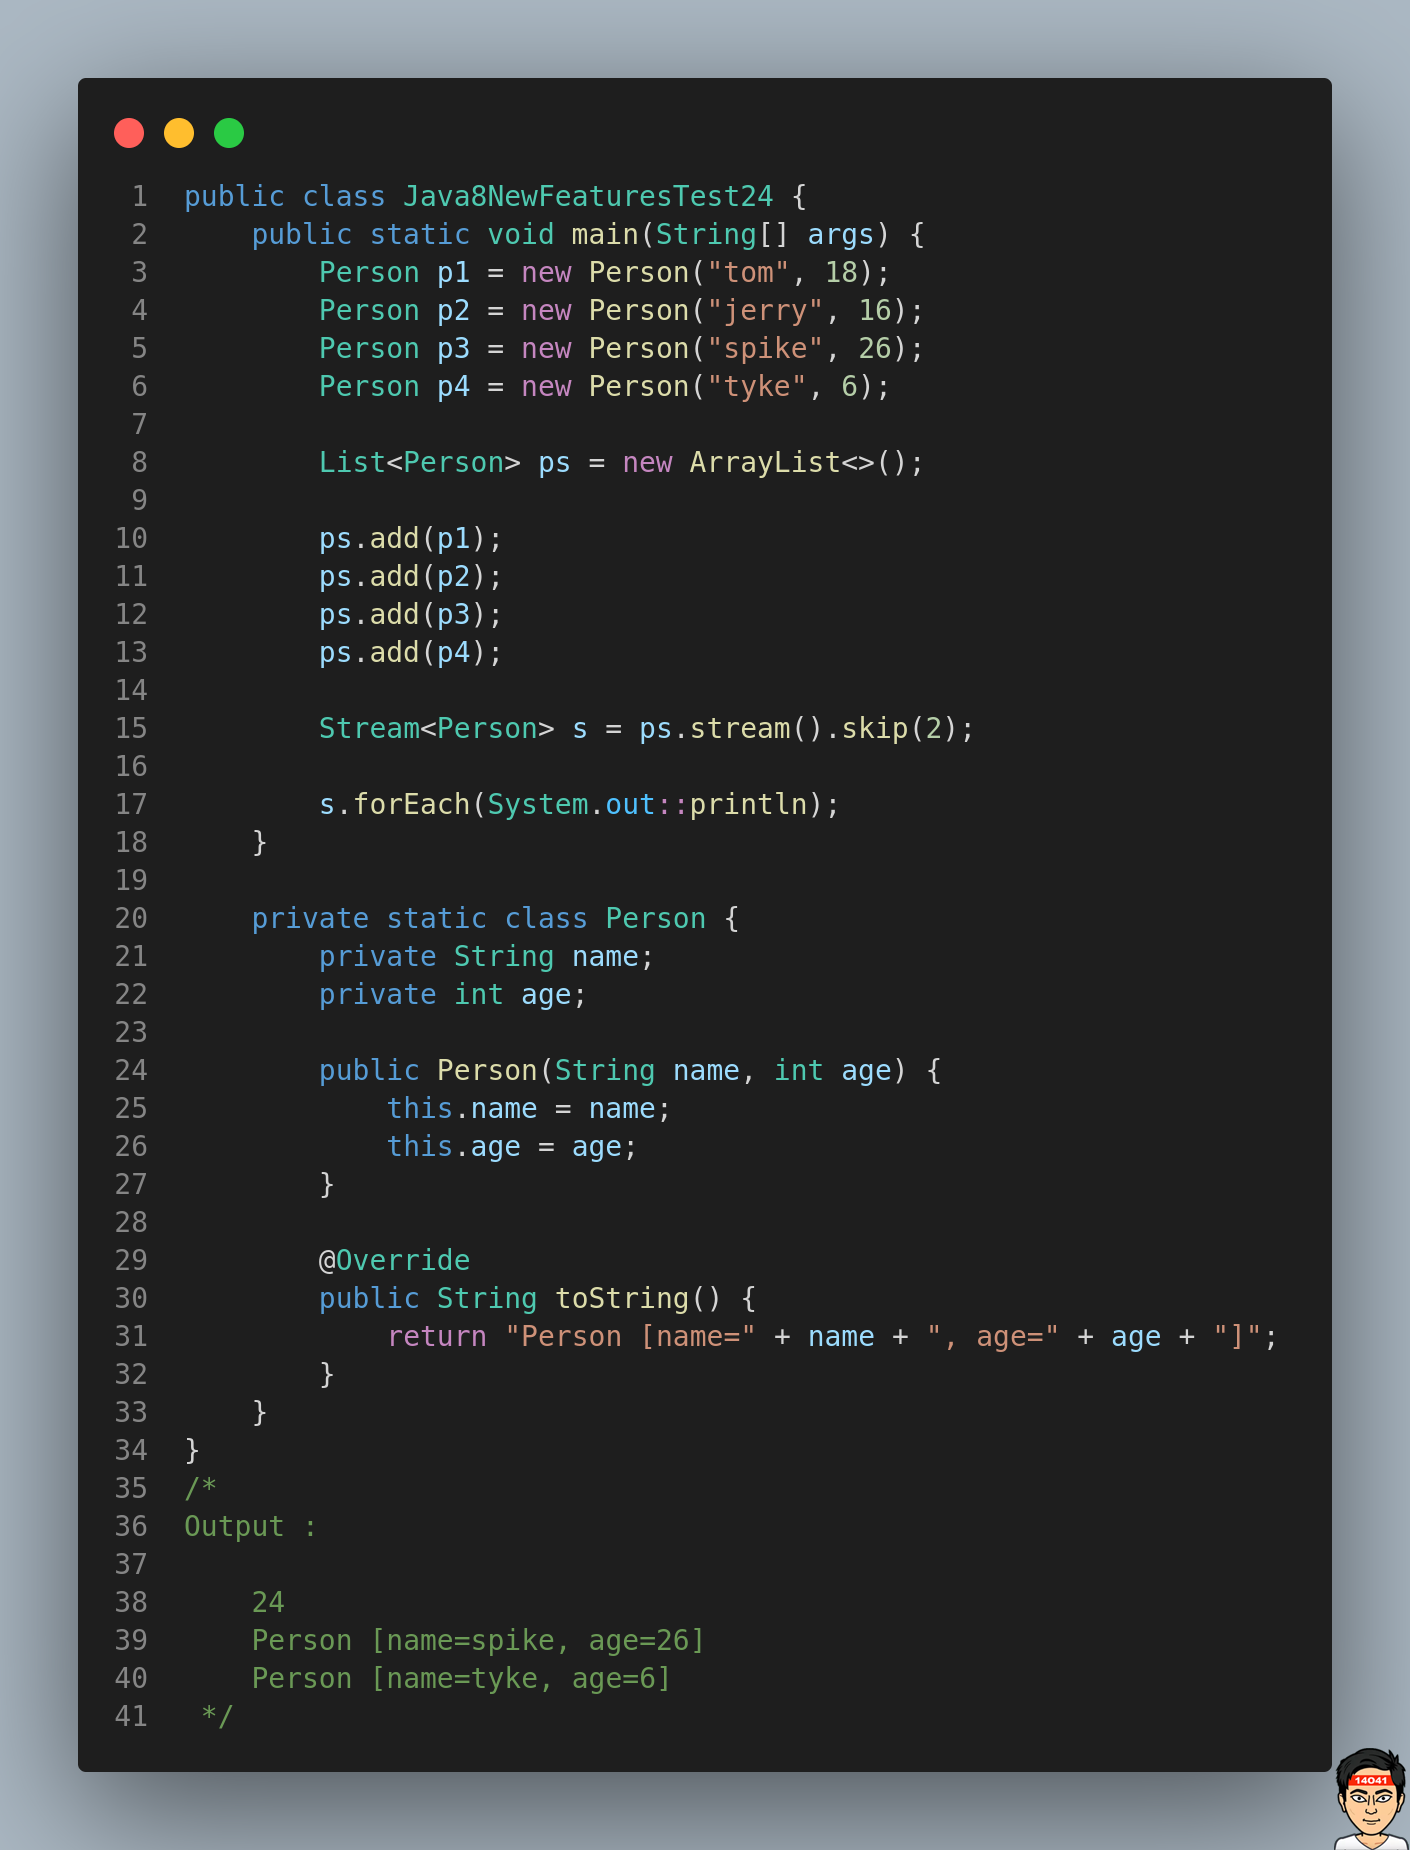 1 public class Java8NewFeaturesTest24 {
2     public static void main(String[] args) {
3         Person p1 = new Person("tom", 18);
4         Person p2 = new Person("jerry", 16);
5         Person p3 = new Person("spike", 26);
6         Person p4 = new Person("tyke", 6);
7
8         List<Person> ps = new ArrayList<>();
9
10         ps.add(p1);
11         ps.add(p2);
12         ps.add(p3);
13         ps.add(p4);
14
15         Stream<Person> s = ps.stream().skip(2);
16
17         s.forEach(System.out::println);
18     }
19
20     private static class Person {
21         private String name;
22         private int age;
23
24         public Person(String name, int age) {
25             this.name = name;
26             this.age = age;
27         }
28
29         @Override
30         public String toString() {
31             return "Person [name=" + name + ", age=" + age + "]";
32         }
33     }
34 }
35 /*
36 Output :
37
38     24
39     Person [name=spike, age=26]
40     Person [name=tyke, age=6]
41  */
14041